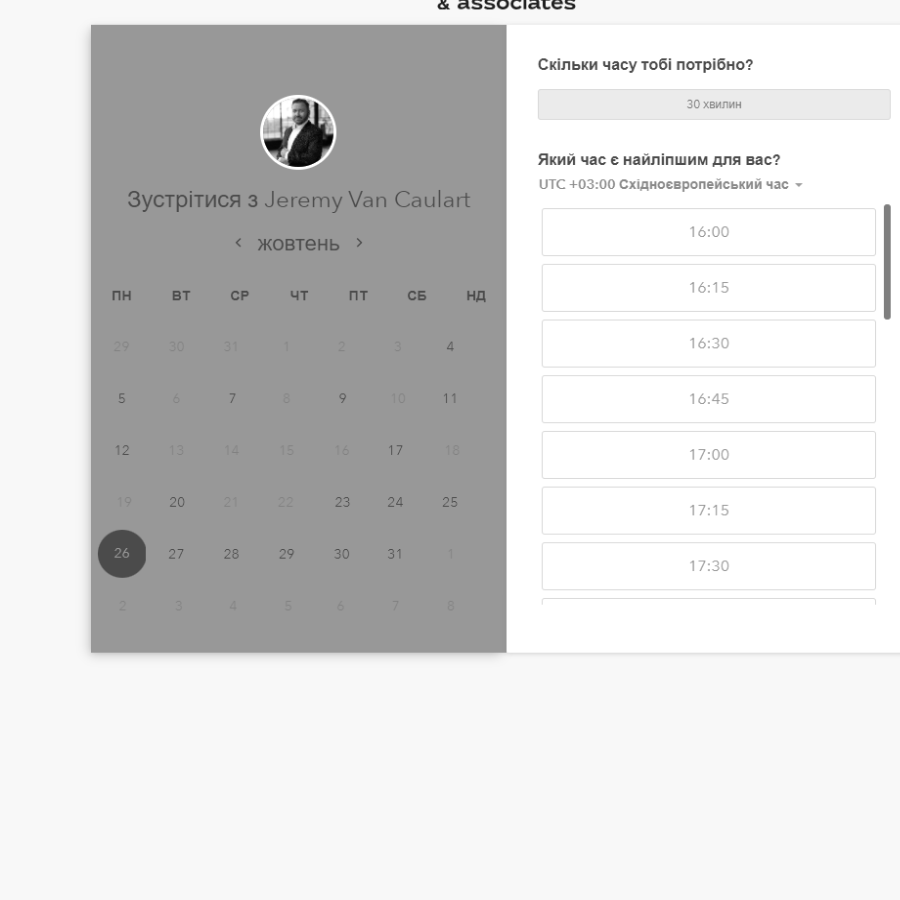 & associates
Зустрітися з Jeremy Van Caulart
жовтень
ПН ВТ СР ЧТ ПТ СБ НД
29 30 31 1 2 3 4
5 6 7 8 9 10 11
12 13 14 15 16 17 18
19 20 21 22 23 24 25
26 27 28 29 30 31 1
2 3 4 5 6 7 8
Скільки часу тобі потрібно?
30 хвилин
Який час є найліпшим для вас?
UTC +03:00 Східноєвропейський час
16:00
16:15
16:30
16:45
17:00
17:15
17:30